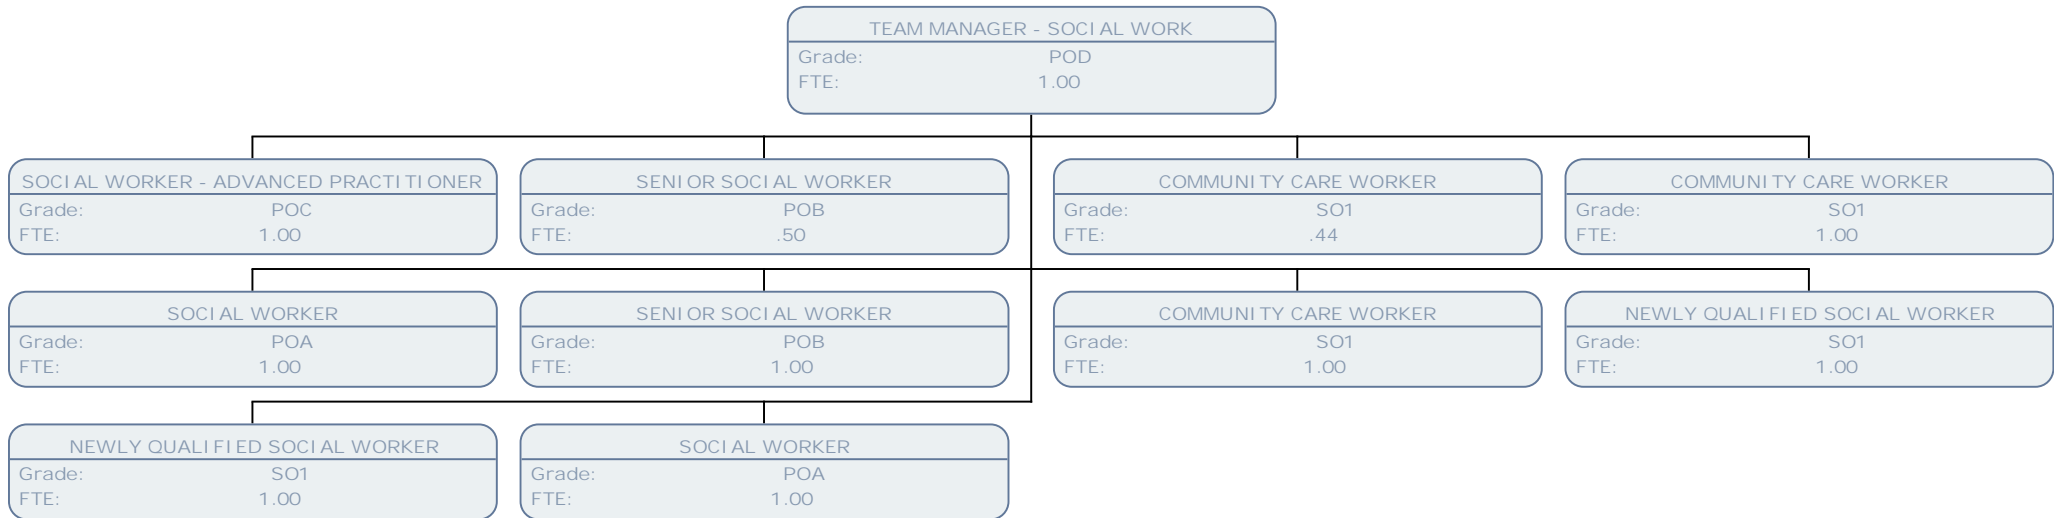 TEAM MANAGER - SOCIAL WORK
Grade: POD
FTE: 1.00
SOCIAL WORKER - ADVANCED PRACTITIONER
Grade: POC
FTE: 1.00
SENIOR SOCIAL WORKER
Grade: POB
FTE: .50
COMMUNITY CARE WORKER
Grade: SO1
FTE: .44
COMMUNITY CARE WORKER
Grade: SO1
FTE: 1.00
SOCIAL WORKER
Grade: POA
FTE: 1.00
SENIOR SOCIAL WORKER
Grade: POB
FTE: 1.00
COMMUNITY CARE WORKER
Grade: SO1
FTE: 1.00
NEWLY QUALIFIED SOCIAL WORKER
Grade: SO1
FTE: 1.00
NEWLY QUALIFIED SOCIAL WORKER
Grade: SO1
FTE: 1.00
SOCIAL WORKER
Grade: POA
FTE: 1.00